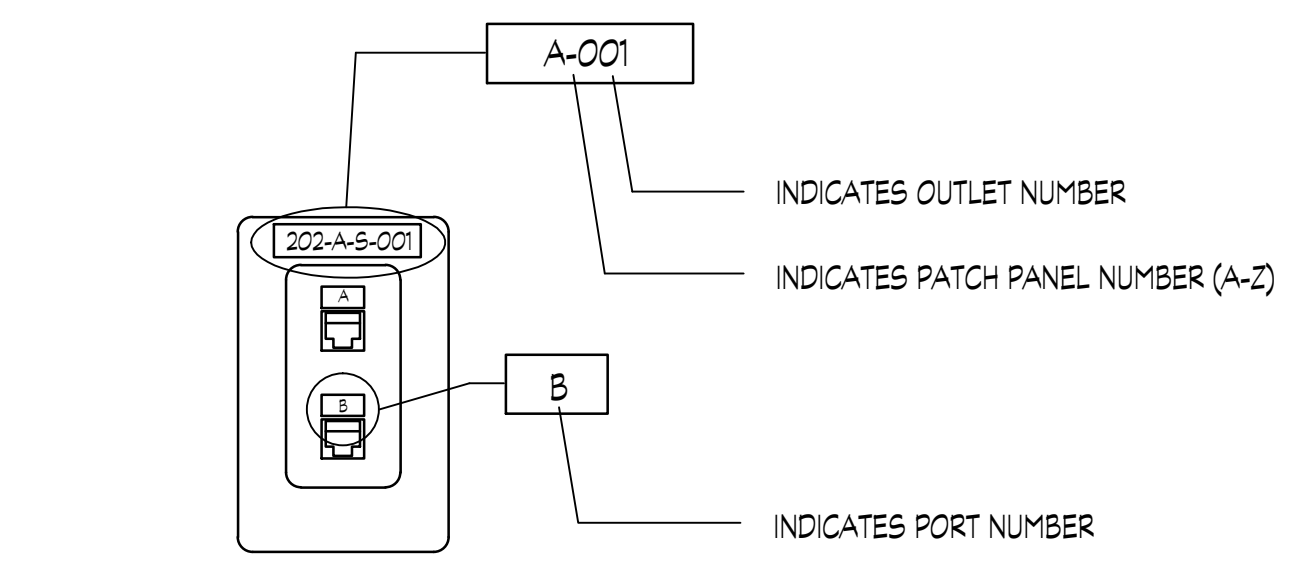 A-001
INDICATES OUTLET NUMBER
202-A-S-001
INDICATES PATCH PANEL NUMBER (A-Z)
A
B
B
INDICATES PORT NUMBER